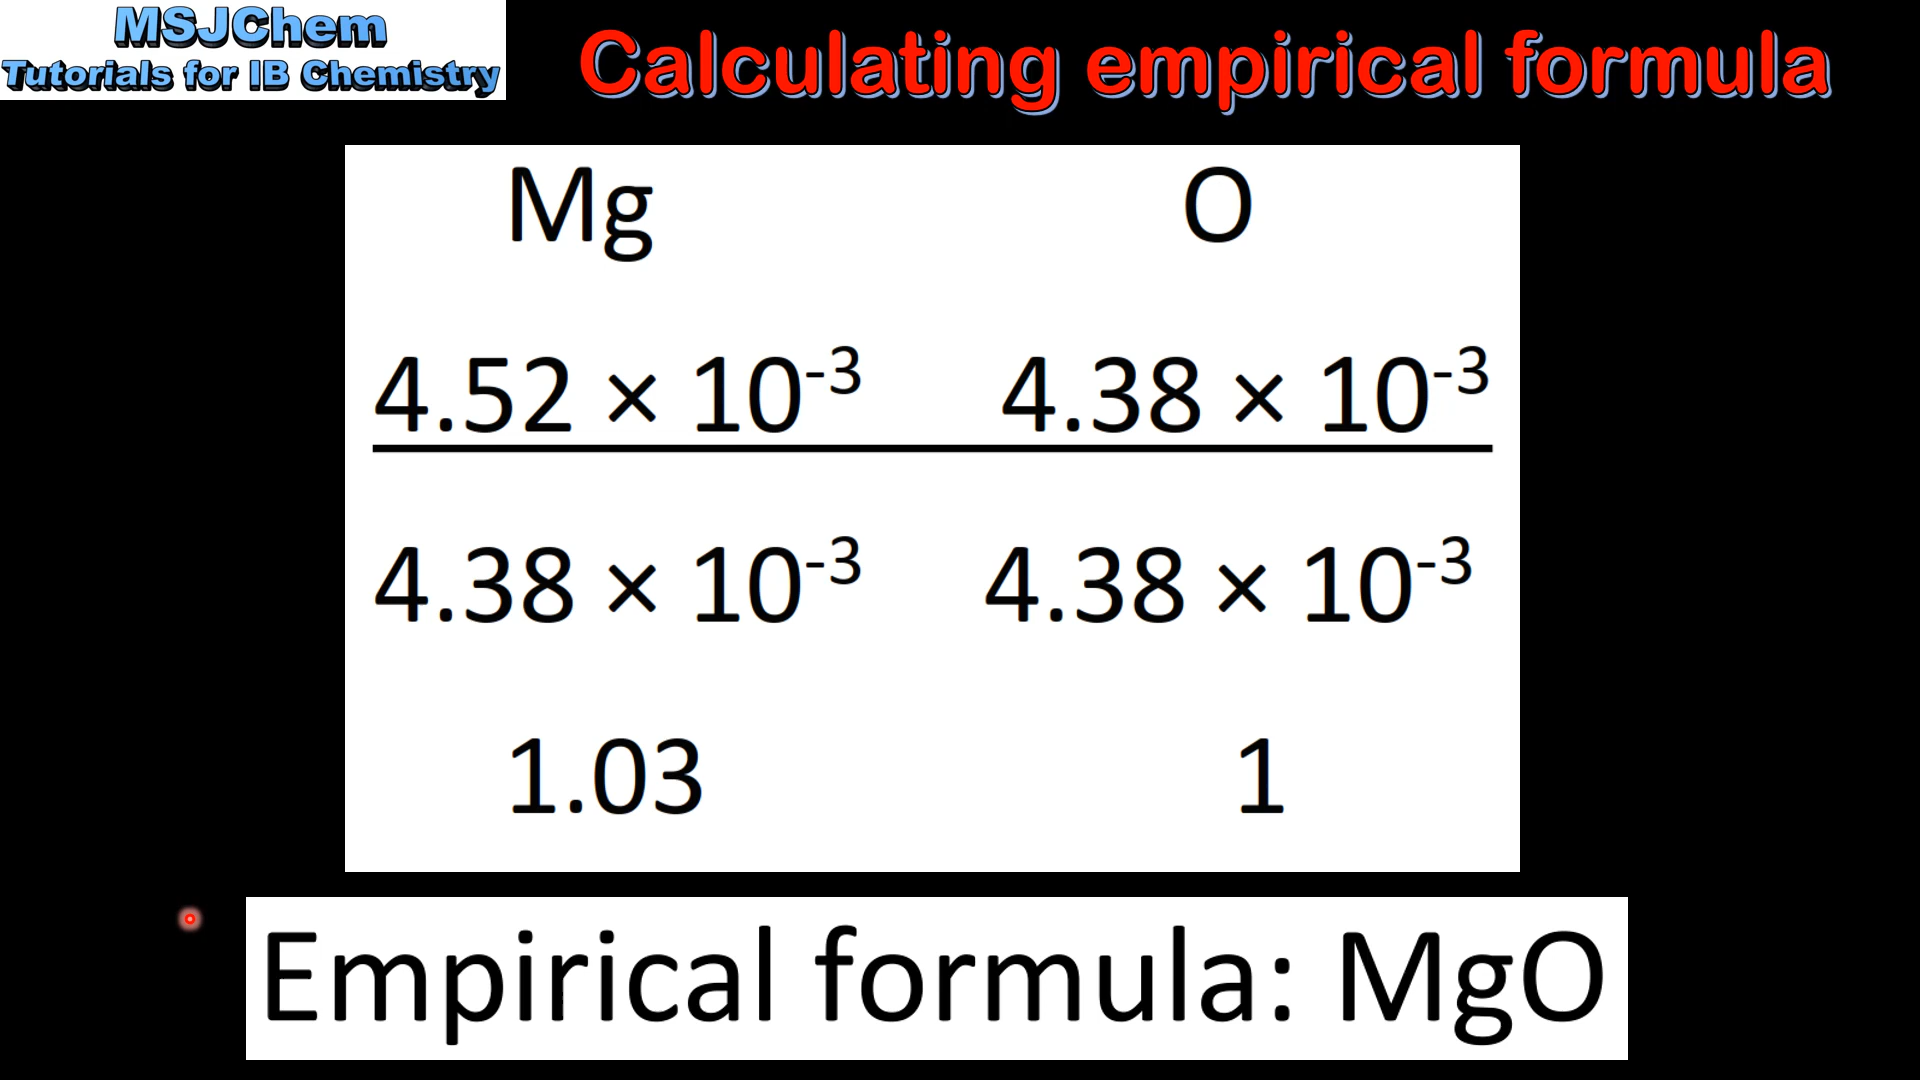 MSJChem
Tutorials for IB Chemistry
Calculating empirical formula
Mg O
4.52 × 10⁻³ 4.38 × 10⁻³
4.38 × 10⁻³ 4.38 × 10⁻³
1.03 1
Empirical formula: MgO